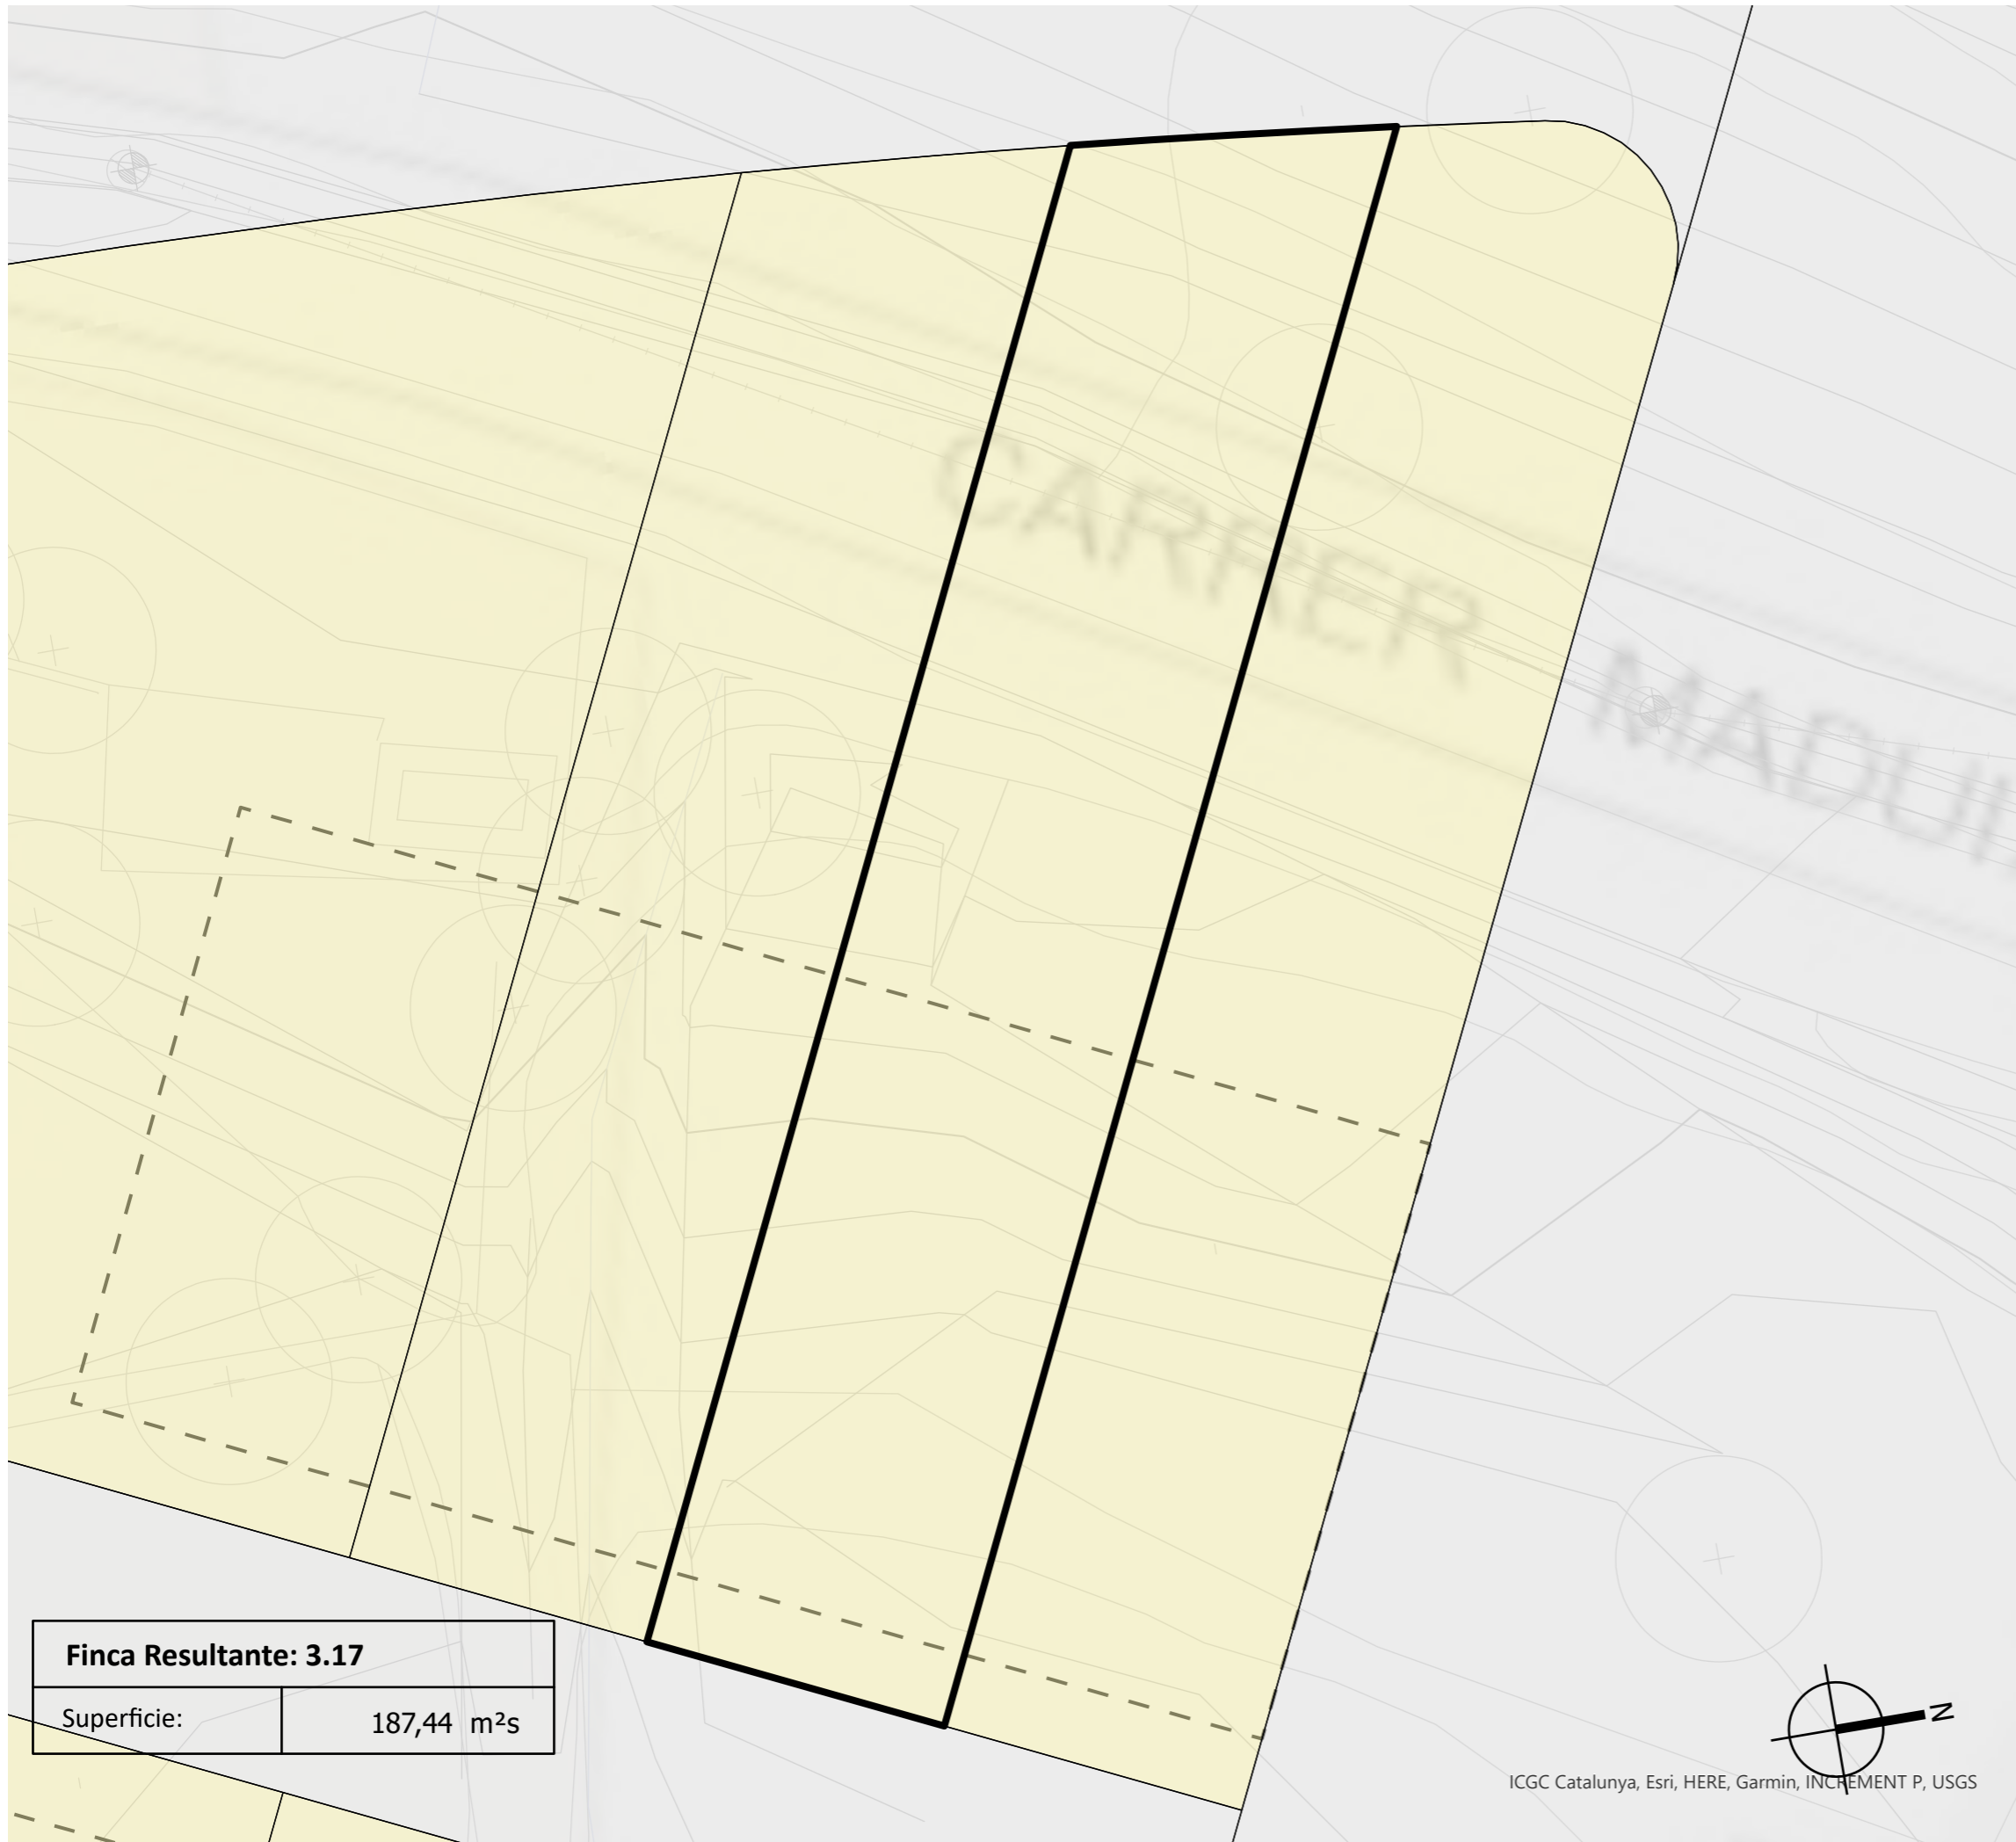 CARRER
Finca Resultante: 3.17
Superficie: 187,44 m²s
N
ICGC Catalunya, Esri, HERE, Garmin, INCREMENT P, USGS